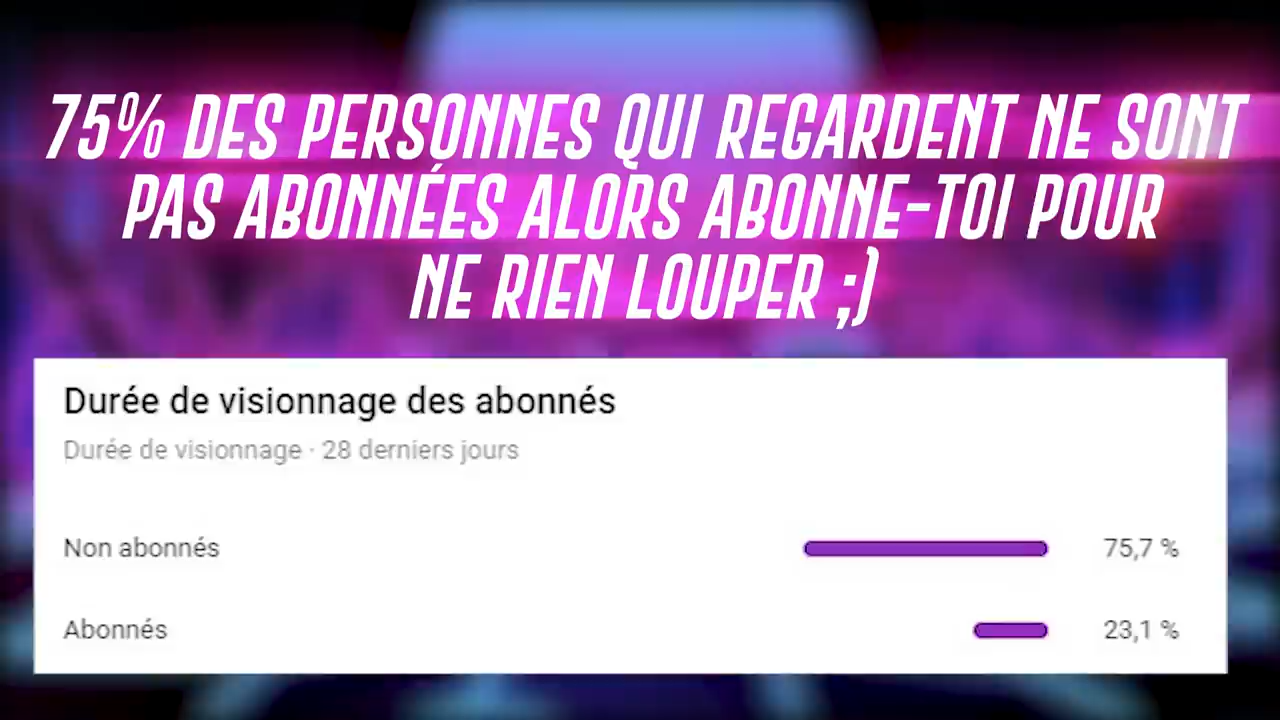 75% DES PERSONNES QUI REGARDENT NE SONT
PAS ABONNÉES ALORS ABONNE-TOI POUR
NE RIEN LOUPER ;)
Durée de visionnage des abonnés
Durée de visionnage · 28 derniers jours
Non abonnés 75,7 %
Abonnés 23,1 %